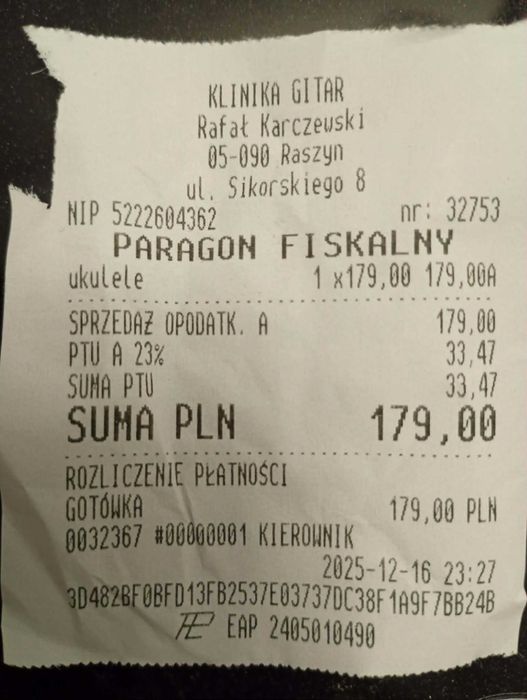 KLINIKA GITAR
Rafał Karczewski
05-090 Raszyn
ul. Sikorskiego 8
NIP 5222604362 nr: 32753
PARAGON FISKALNY
ukulele 1 x179,00 179,00A
SPRZEDAŻ OPODATK. A 179,00
PTU A 23% 33,47
SUMA PTU 33,47
SUMA PLN 179,00
ROZLICZENIE PŁATNOŚCI
GOTÓWKA 179,00 PLN
0032367 #00000001 KIEROWNIK
2025-12-16 23:27
3D482BF0BFD13FB2537E03737DC38F1A9F7BB24B
EAP 2405010490